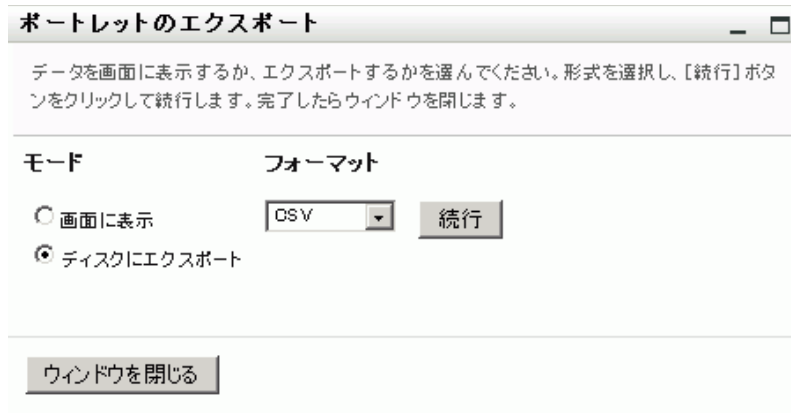 ポートレットのエクスポート
データを画面に表示するか、エクスポートするかを選んでください。形式を選択し、[続行]ボタ
ンをクリックして続行します。完了したらウィンドウを閉じます。
モード フォーマット
画面に表示 CSV 続行
ディスクにエクスポート
ウィンドウを閉じる